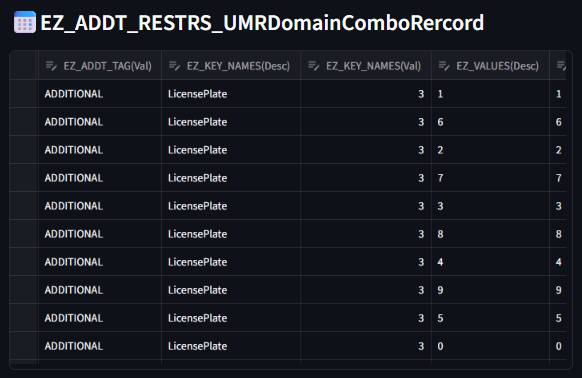 EZ_ADDT_RESTRS_UMRDomainComboRercord
EZ_ADDT_TAG(Val) EZ_KEY_NAMES(Desc) EZ_KEY_NAMES(Val) EZ_VALUES(Desc)
ADDITIONAL LicensePlate 3 1 1
ADDITIONAL LicensePlate 3 6 6
ADDITIONAL LicensePlate 3 2 2
ADDITIONAL LicensePlate 3 7 7
ADDITIONAL LicensePlate 3 3 3
ADDITIONAL LicensePlate 3 8 8
ADDITIONAL LicensePlate 3 4 4
ADDITIONAL LicensePlate 3 9 9
ADDITIONAL LicensePlate 3 5 5
ADDITIONAL LicensePlate 3 0 0